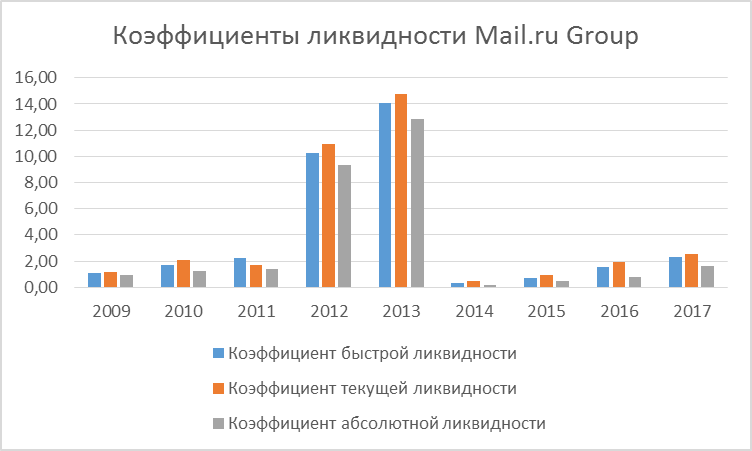 Коэффициенты ликвидности Mail.ru Group
16,00
14,00
12,00
10,00
8,00
6,00
4,00
2,00
0,00
2009 2010 2011 2012 2013 2014 2015 2016 2017
Коэффициент быстрой ликвидности
Коэффициент текущей ликвидности
Коэффициент абсолютной ликвидности